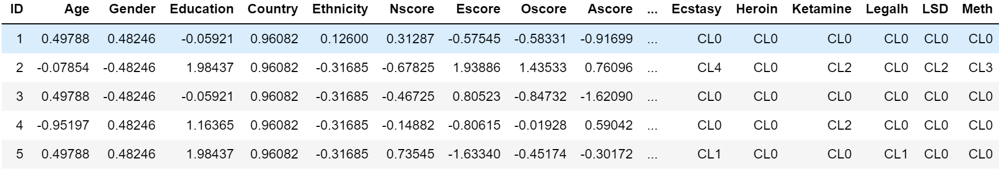 ID Age Gender Education Country Ethnicity Nscore Escore Oscore Ascore ... Ecstasy Heroin Ketamine Legalh LSD Meth
1 0.49788 0.48246 -0.05921 0.96082 0.12600 0.31287 -0.57545 -0.58331 -0.91699 ... CL0 CL0 CL0 CL0 CL0 CL0
2 -0.07854 -0.48246 1.98437 0.96082 -0.31685 -0.67825 1.93886 1.43533 0.76096 ... CL4 CL0 CL2 CL0 CL2 CL3
3 0.49788 -0.48246 -0.05921 0.96082 -0.31685 -0.46725 0.80523 -0.84732 -1.62090 ... CL0 CL0 CL0 CL0 CL0 CL0
4 -0.95197 0.48246 1.16365 0.96082 -0.31685 -0.14882 -0.80615 -0.01928 0.59042 ... CL0 CL0 CL2 CL0 CL0 CL0
5 0.49788 0.48246 1.98437 0.96082 -0.31685 0.73545 -1.63340 -0.45174 -0.30172 ... CL1 CL0 CL0 CL1 CL0 CL0